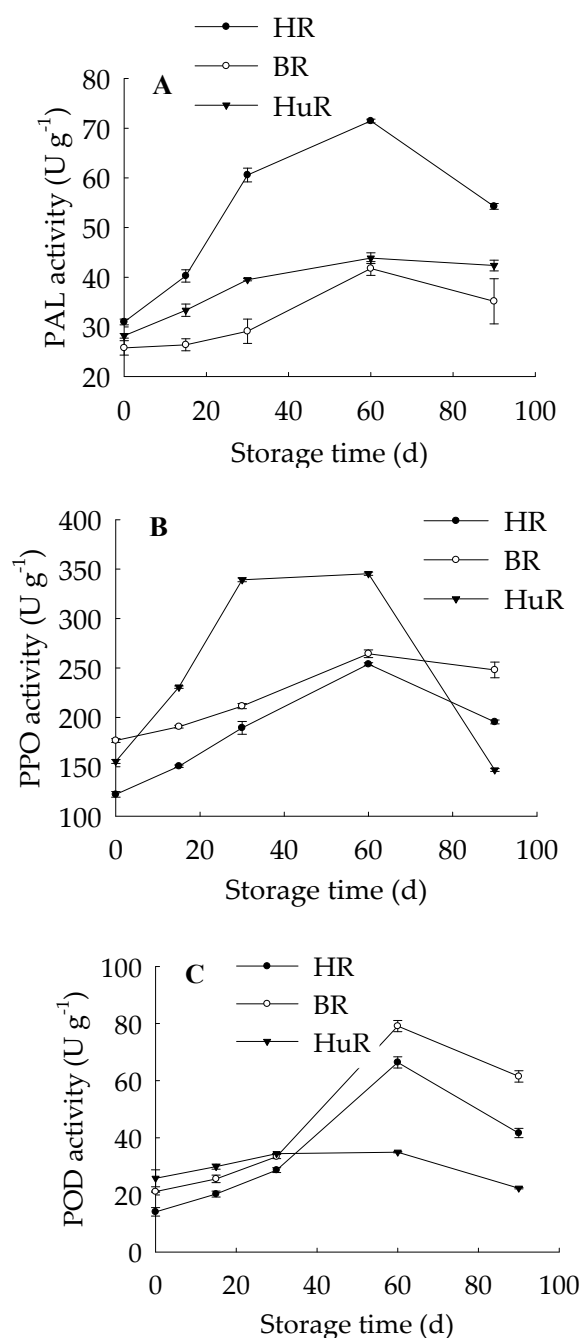 HR
BR
HuR
A
PAL activity (U g⁻¹)
80
70
60
50
40
30
20
0 20 40 60 80 100
Storage time (d)
B
HR
BR
HuR
PPO activity (U g⁻¹)
400
350
300
250
200
150
100
0 20 40 60 80 100
Storage time (d)
C
HR
BR
HuR
POD activity (U g⁻¹)
100
80
60
40
20
0
0 20 40 60 80 100
Storage time (d)